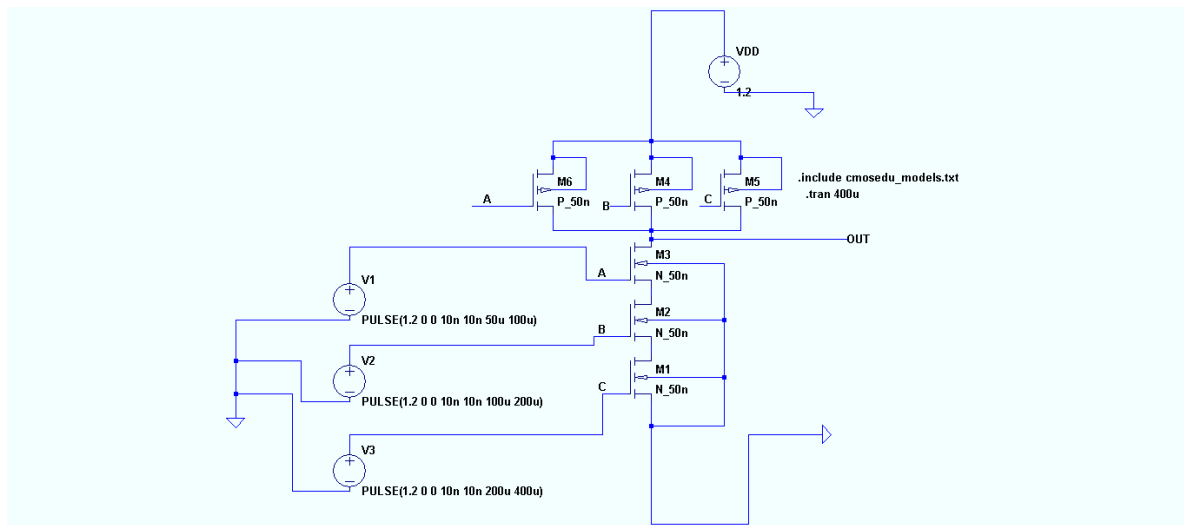 VDD
1.2
M6
M4
M5
.include cmosedu_models.txt
.tran 400u
A
P_50n
B
P_50n
C
P_50n
OUT
M3
A
N_50n
V1
PULSE(1.2 0 0 10n 10n 50u 100u)
M2
B
N_50n
V2
PULSE(1.2 0 0 10n 10n 100u 200u)
M1
C
N_50n
V3
PULSE(1.2 0 0 10n 10n 200u 400u)